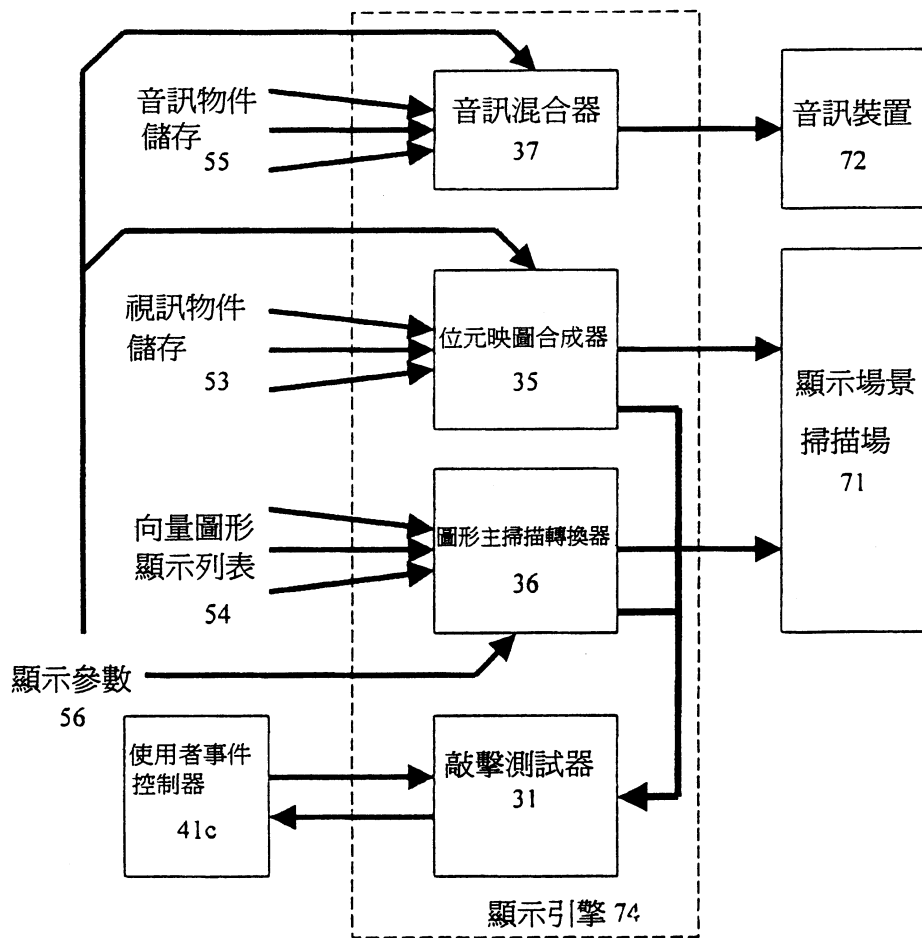 音訊物件
儲存
55
音訊混合器
37
音訊裝置
72
視訊物件
儲存
53
位元映圖合成器
35
顯示場景
掃描場
71
向量圖形
顯示列表
54
圖形主掃描轉換器
36
顯示參數
56
使用者事件
控制器
41c
敲擊測試器
31
顯示引擎 74